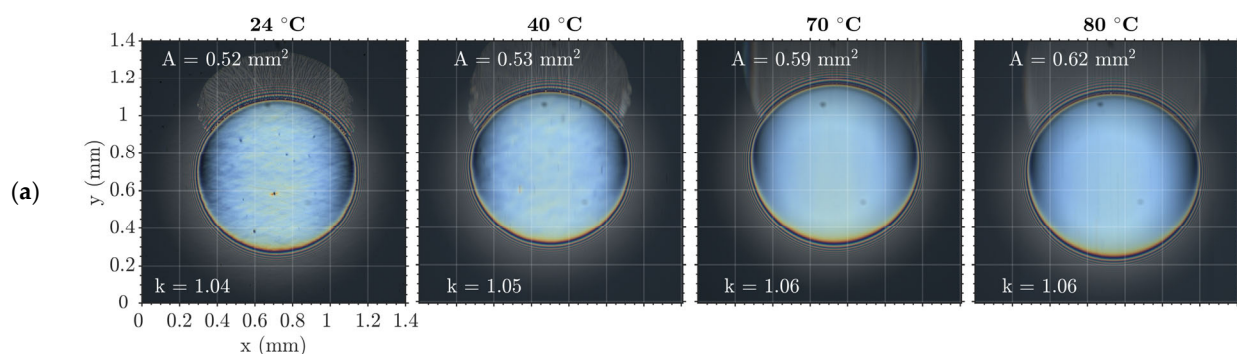 24 °C
40 °C
70 °C
80 °C
A = 0.52 mm²
A = 0.53 mm²
A = 0.59 mm²
A = 0.62 mm²
1.4
1.2
1
0.8
0.6
0.4
0.2
0
y (mm)
(a)
k = 1.04
k = 1.05
k = 1.06
k = 1.06
0 0.2 0.4 0.6 0.8 1 1.2 1.4
x (mm)